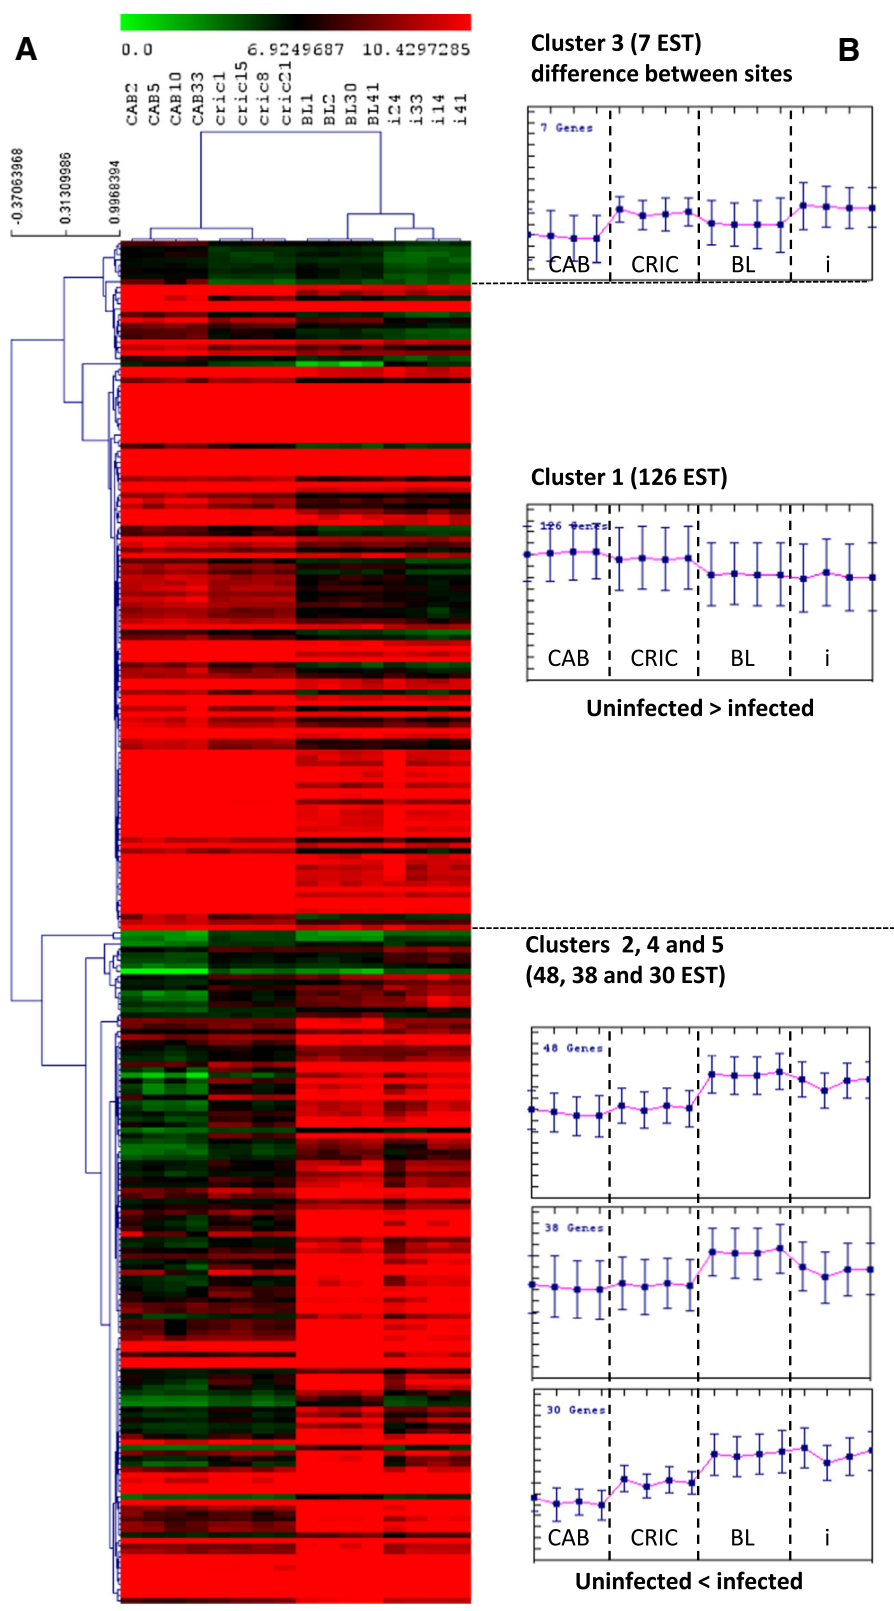 A
0.0 6.9249687 10.4297285
CAB2 CAB5 CAB10 CAB33 cric1 cric15 cric8 cric21 BL1 BL2 BL30 BL41 i24 i33 i14 i41
-0.37063968 0.31309986 0.9968394
Cluster 3 (7 EST)
difference between sites
B
7 Genes
CAB CRIC BL i
Cluster 1 (126 EST)
126 Genes
CAB CRIC BL i
Uninfected > infected
Clusters 2, 4 and 5
(48, 38 and 30 EST)
48 Genes
38 Genes
30 Genes
CAB CRIC BL i
Uninfected < infected